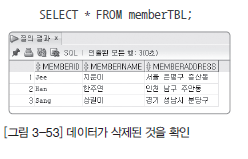 SELECT * FROM memberTBL;
질의 결과 ×
SQL | 인출된 모든 행: 3(0초)
MEMBERID MEMBERNAME MEMBERADDRESS
1 Jee 지운이 서울 은평구 증산동
2 Han 한주연 인천 남구 주안동
3 Sang 상길이 경기 성남시 분당구
[그림 3-53] 데이터가 삭제된 것을 확인